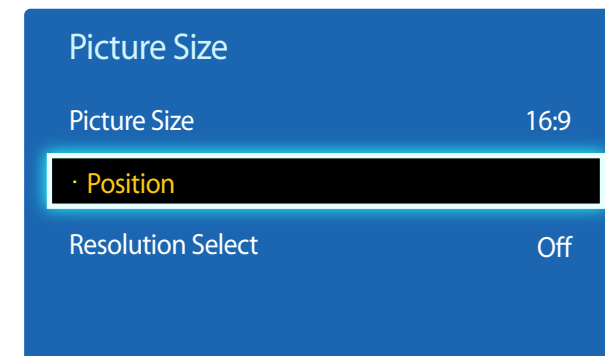 Picture Size
Picture Size 16:9
· Position
Resolution Select Off